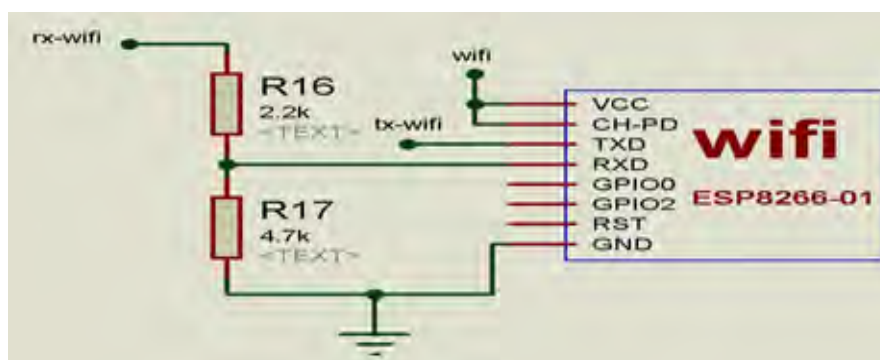 rx-wifi
R16
2.2k
<TEXT>
R17
4.7k
<TEXT>
wifi
tx-wifi
VCC
CH-PD
TXD
RXD
GPIO0
GPIO2
RST
GND
wifi
ESP8266-01